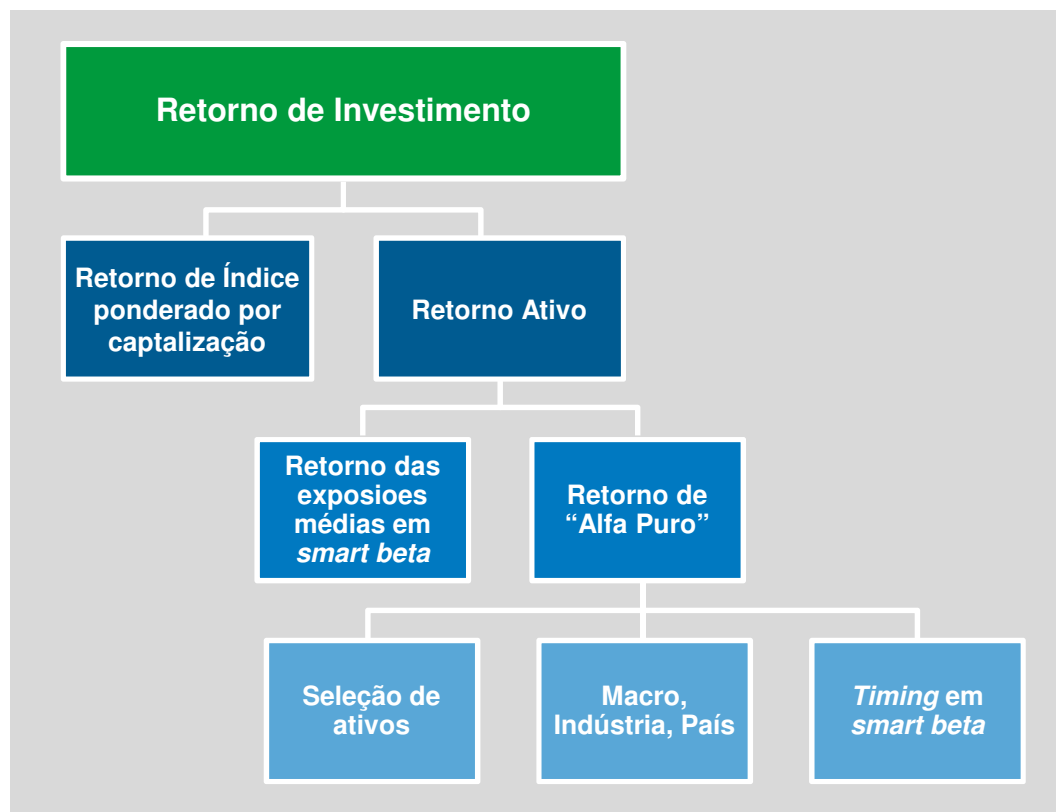 Retorno de Investimento
Retorno de Índice
ponderado por
captalização
Retorno Ativo
Retorno das
exposioes
médias em
smart beta
Retorno de
“Alfa Puro”
Seleção de
ativos
Macro,
Indústria, País
Timing em
smart beta